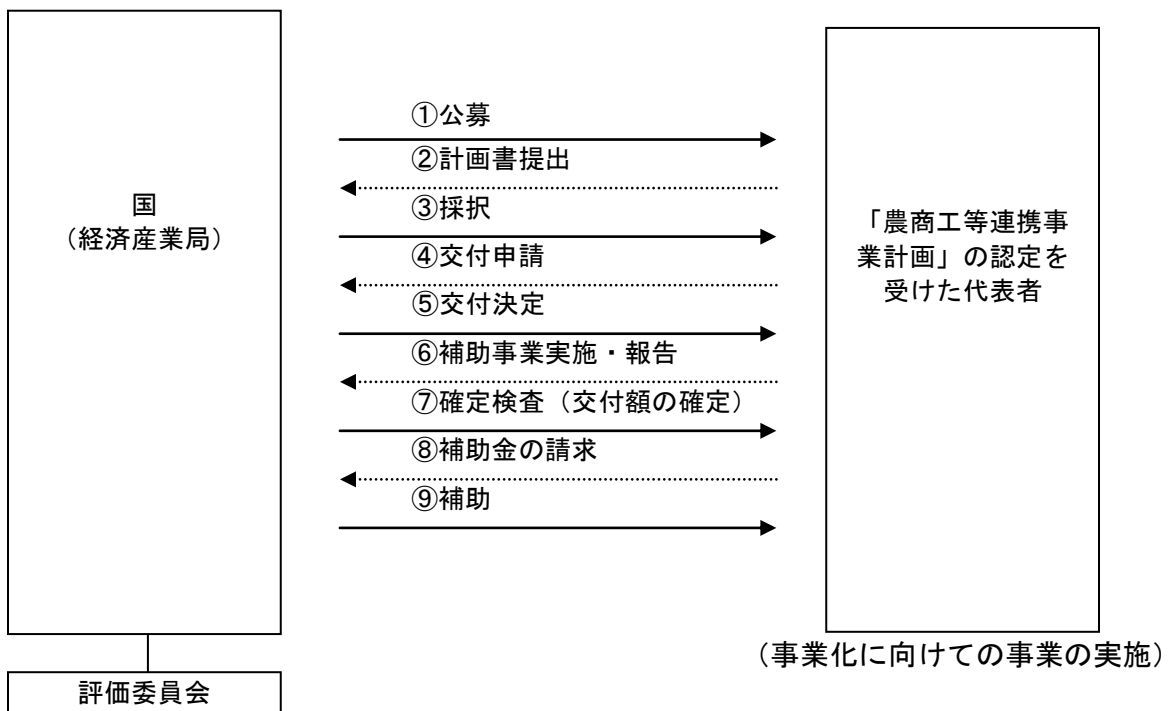 国
（経済産業局）
①公募
②計画書提出
③採択
④交付申請
⑤交付決定
⑥補助事業実施・報告
⑦確定検査（交付額の確定）
⑧補助金の請求
⑨補助
「農商工等連携事
業計画」の認定を
受けた代表者
（事業化に向けての事業の実施）
評価委員会